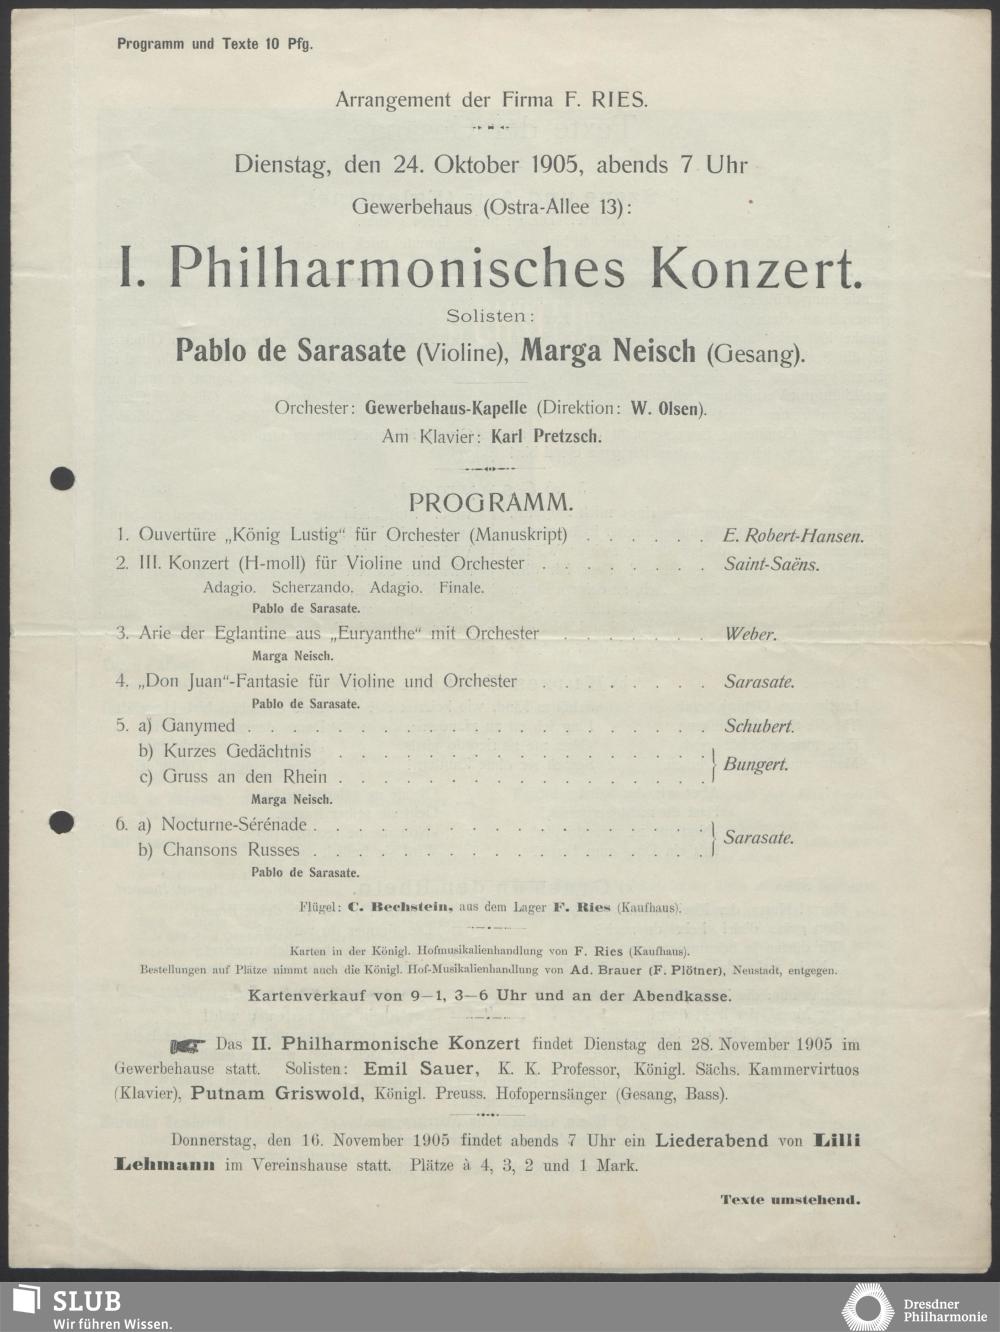 Programm und Texte 10 Pfg.
Arrangement der Firma F. RIES.
Dienstag, den 24. Oktober 1905, abends 7 Uhr
Gewerbehaus (Ostra-Allee 13):
I. Philharmonisches Konzert.
Solisten:
Pablo de Sarasate (Violine), Marga Neisch (Gesang).
Orchester: Gewerbehaus-Kapelle (Direktion: W. Olsen).
Am Klavier: Karl Pretzsch.
PROGRAMM.
1. Ouvertüre „König Lustig“ für Orchester (Manuskript) . . . . . . E. Robert-Hansen.
2. III. Konzert (H-moll) für Violine und Orchester . . . . . . . . Saint-Saëns.
Adagio. Scherzando. Adagio. Finale.
Pablo de Sarasate.
3. Arie der Eglantine aus „Euryanthe“ mit Orchester . . . . . . . Weber.
Marga Neisch.
4. „Don Juan“-Fantasie für Violine und Orchester . . . . . . . . Sarasate.
Pablo de Sarasate.
5. a) Ganymed . . . . . . . . . . . . . . . . . Schubert.
b) Kurzes Gedächtnis . . . . . . . . . . . . . .
c) Gruss an den Rhein . . . . . . . . . . . . . . Bungert.
Marga Neisch.
6. a) Nocturne-Sérénade . . . . . . . . . . . . . . .
b) Chansons Russes . . . . . . . . . . . . . . . Sarasate.
Pablo de Sarasate.
Flügel: C. Bechstein, aus dem Lager F. Ries (Kaufhaus).
Karten in der Königl. Hofmusikalienhandlung von F. Ries (Kaufhaus).
Bestellungen auf Plätze nimmt auch die Königl. Hof-Musikalienhandlung von Ad. Brauer (F. Plötner), Neustadt, entgegen.
Kartenverkauf von 9—1, 3—6 Uhr und an der Abendkasse.
Das II. Philharmonische Konzert findet Dienstag den 28. November 1905 im
Gewerbehause statt. Solisten: Emil Sauer, K. K. Professor, Königl. Sächs. Kammervirtuos
(Klavier), Putnam Griswold, Königl. Preuss. Hofopernsänger (Gesang, Bass).
Donnerstag, den 16. November 1905 findet abends 7 Uhr ein Liederabend von Lilli
Lehmann im Vereinshause statt. Plätze à 4, 3, 2 und 1 Mark.
Texte umstehend.
SLUB
Wir führen Wissen.
Dresdner
Philharmonie